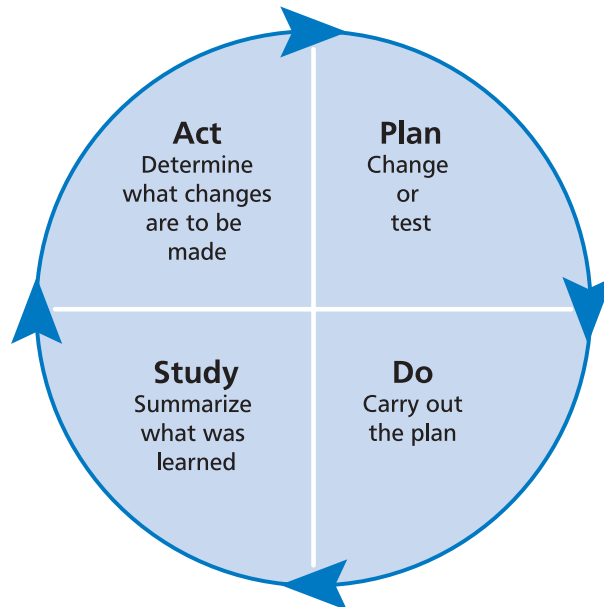 Act
Determine
what changes
are to be
made
Plan
Change
or
test
Study
Summarize
what was
learned
Do
Carry out
the plan